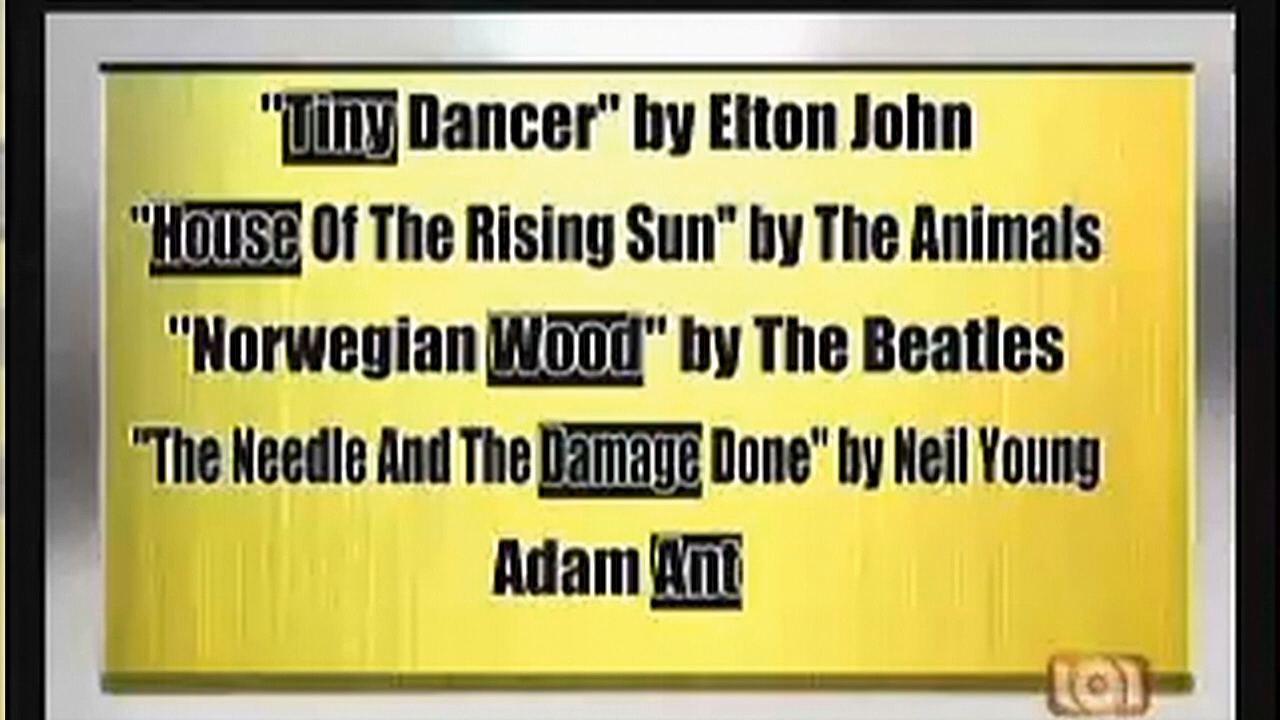 "Tiny Dancer" by Elton John
"House Of The Rising Sun" by The Animals
"Norwegian Wood" by The Beatles
"The Needle And The Damage Done" by Neil Young
Adam Ant